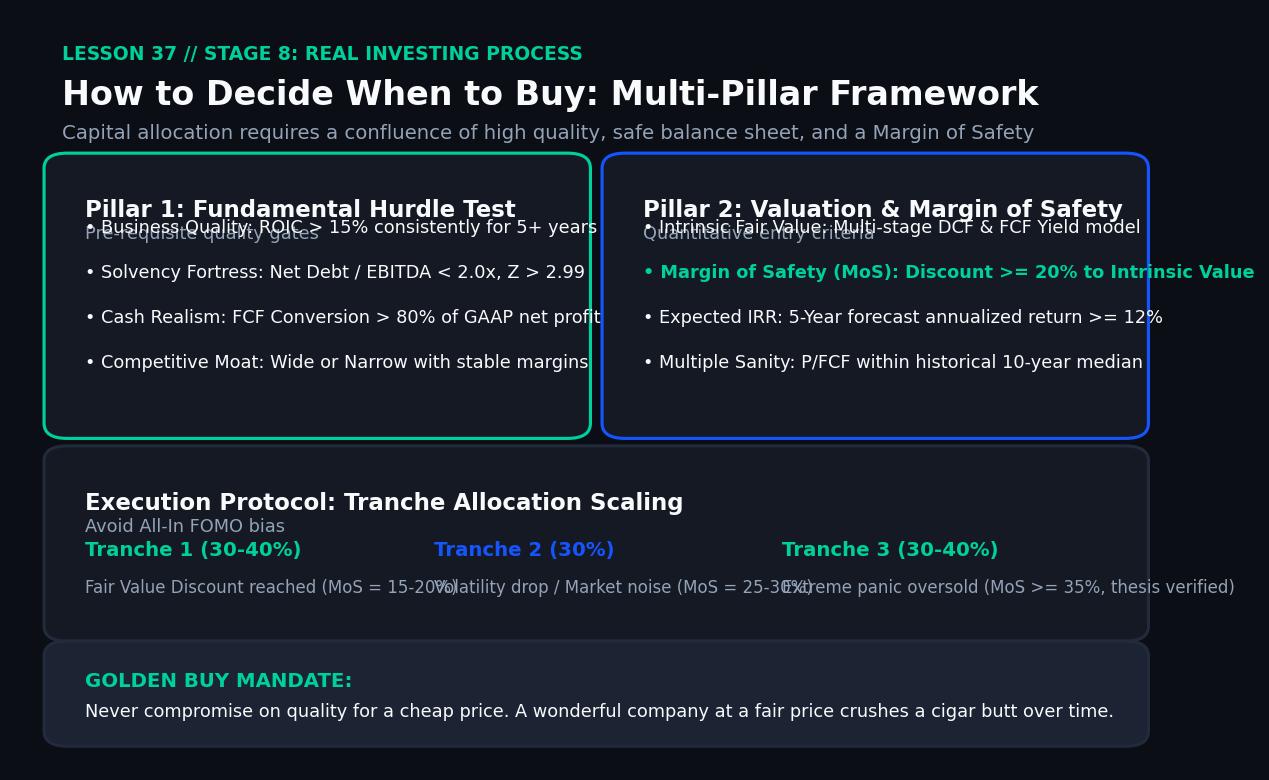 LESSON 37 // STAGE 8: REAL INVESTING PROCESS
How to Decide When to Buy: Multi-Pillar Framework
Capital allocation requires a confluence of high quality, safe balance sheet, and a Margin of Safety
Pillar 1: Fundamental Hurdle Test
Pre-requisite quality gates
• Business Quality: ROIC > 15% consistently for 5+ years
• Solvency Fortress: Net Debt / EBITDA < 2.0x, Z > 2.99
• Cash Realism: FCF Conversion > 80% of GAAP net profit
• Competitive Moat: Wide or Narrow with stable margins
Pillar 2: Valuation & Margin of Safety
Quantitative entry criteria
• Intrinsic Fair Value: Multi-stage DCF & FCF Yield model
• Margin of Safety (MoS): Discount >= 20% to Intrinsic Value
• Expected IRR: 5-Year forecast annualized return >= 12%
• Multiple Sanity: P/FCF within historical 10-year median
Execution Protocol: Tranche Allocation Scaling
Avoid All-In FOMO bias
Tranche 1 (30-40%)
Fair Value Discount reached (MoS = 15-20%)
Tranche 2 (30%)
Volatility drop / Market noise (MoS = 25-30%)
Tranche 3 (30-40%)
Extreme panic oversold (MoS >= 35%, thesis verified)
GOLDEN BUY MANDATE:
Never compromise on quality for a cheap price. A wonderful company at a fair price crushes a cigar butt over time.